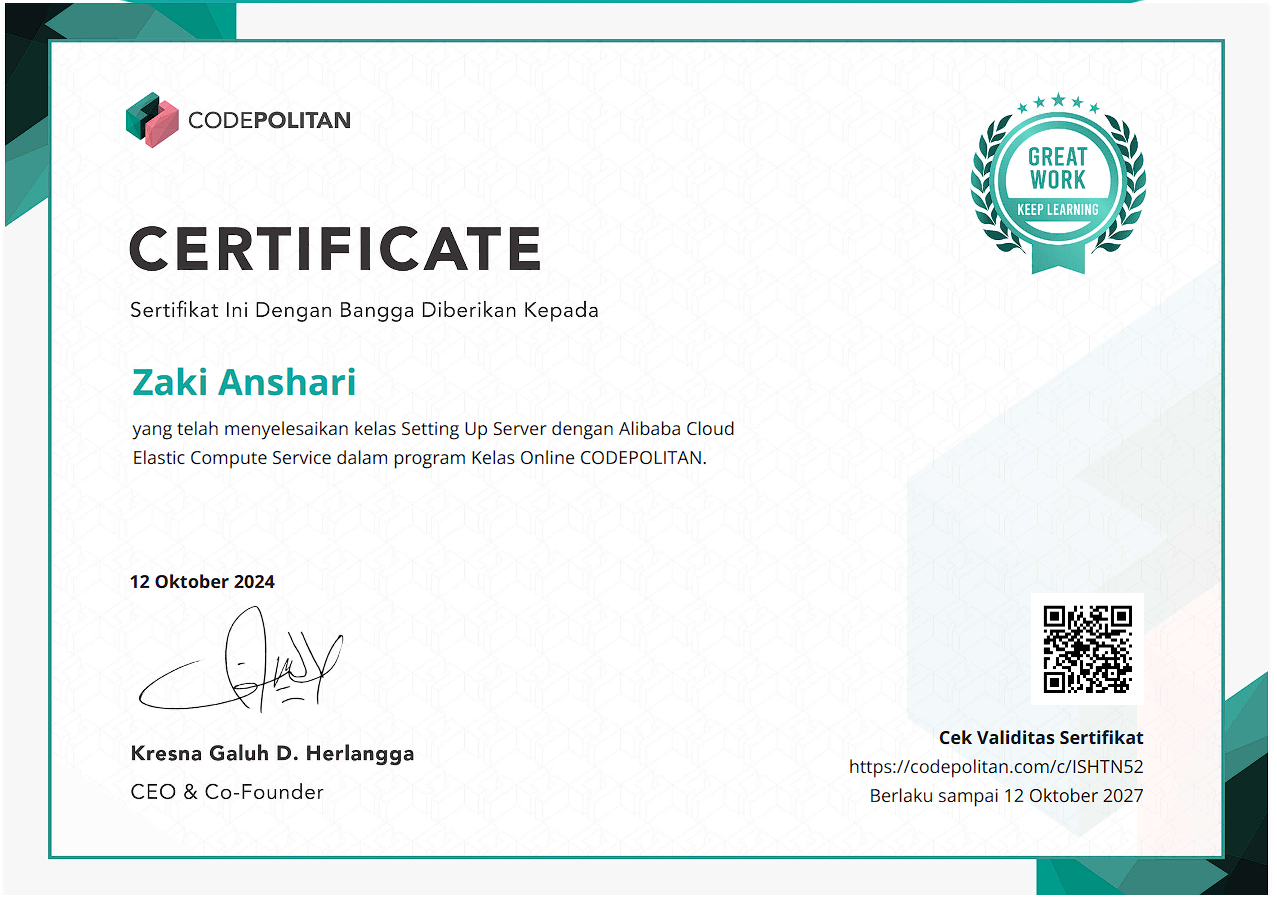 CODEPOLITAN
GREAT
WORK
KEEP LEARNING
CERTIFICATE
Sertifikat Ini Dengan Bangga Diberikan Kepada
Zaki Anshari
yang telah menyelesaikan kelas Setting Up Server dengan Alibaba Cloud
Elastic Compute Service dalam program Kelas Online CODEPOLITAN.
12 Oktober 2024
Kresna Galuh D. Herlangga
CEO & Co-Founder
Cek Validitas Sertifikat
https://codepolitan.com/c/ISHTN52
Berlaku sampai 12 Oktober 2027